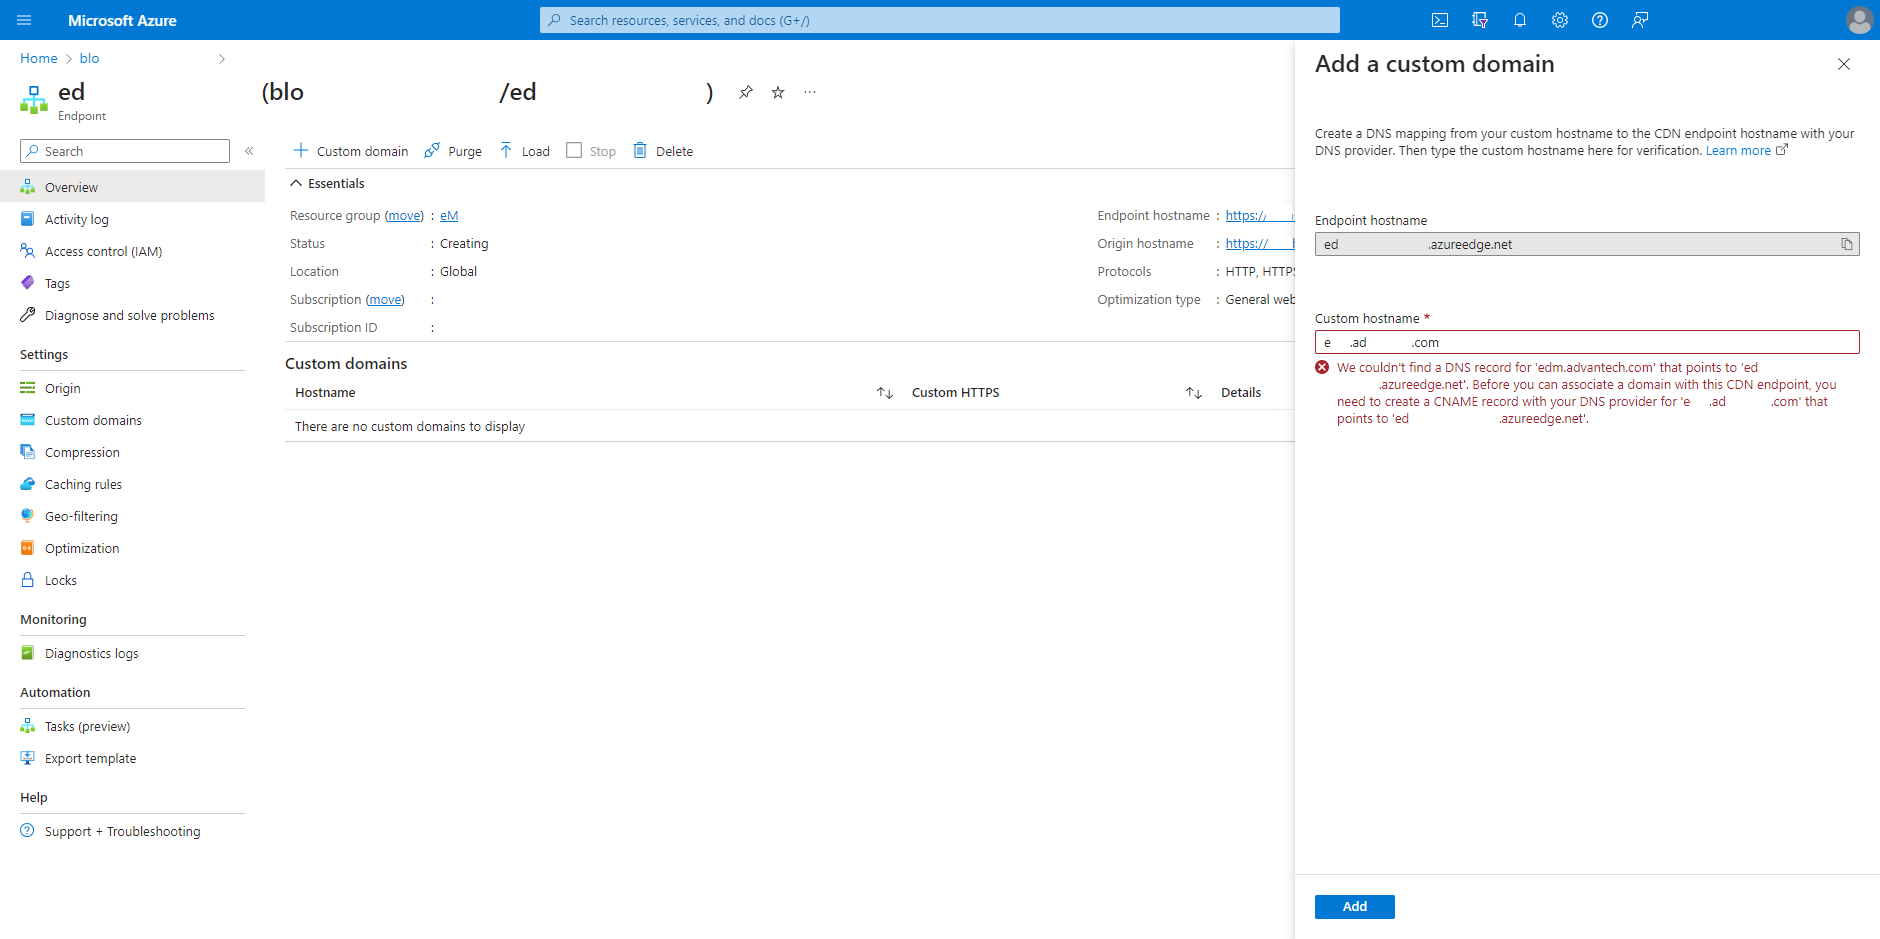 Microsoft Azure
Search resources, services, and docs (G+/)
Home > blo >
ed (blo /ed )
Endpoint
Search
Overview
Activity log
Access control (IAM)
Tags
Diagnose and solve problems
Settings
Origin
Custom domains
Compression
Caching rules
Geo-filtering
Optimization
Locks
Monitoring
Diagnostics logs
Automation
Tasks (preview)
Export template
Help
Support + Troubleshooting
Custom domain Purge Load Stop Delete
Essentials
Resource group (move) : eM
Status : Creating
Location : Global
Subscription (move) :
Subscription ID :
Endpoint hostname : https://
Origin hostname : https://
Protocols : HTTP, HTTPS
Optimization type : General web
Custom domains
Hostname Custom HTTPS Details
There are no custom domains to display
Add a custom domain
Create a DNS mapping from your custom hostname to the CDN endpoint hostname with your
DNS provider. Then type the custom hostname here for verification. Learn more
Endpoint hostname
ed .azureedge.net
Custom hostname *
e .ad .com
We couldn't find a DNS record for 'edm.advantech.com' that points to 'ed
.azureedge.net'. Before you can associate a domain with this CDN endpoint, you
need to create a CNAME record with your DNS provider for 'e .ad .com' that
points to 'ed .azureedge.net'.
Add